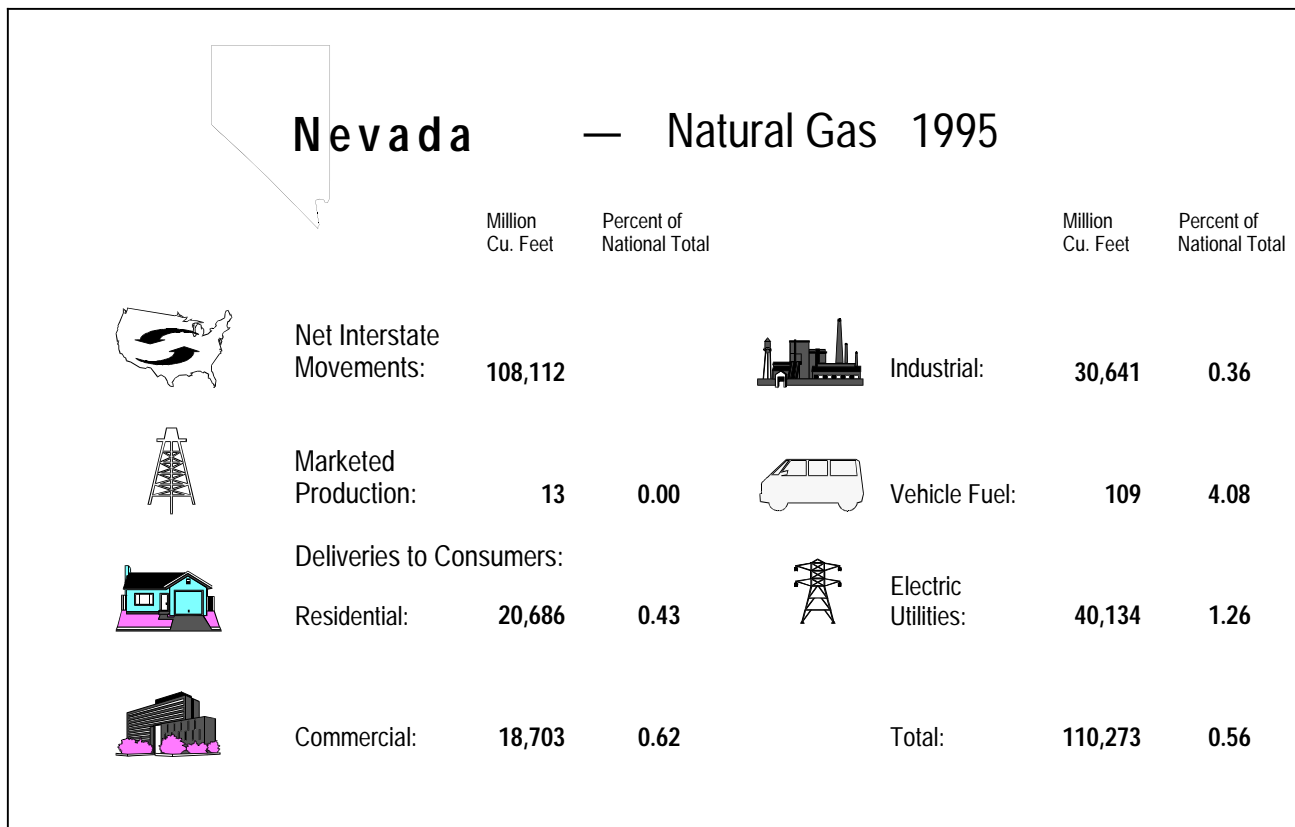 Nevada — Natural Gas 1995
Million Percent of
Cu. Feet National Total
Million Percent of
Cu. Feet National Total
Net Interstate
Movements: 108,112
Marketed
Production: 13 0.00
Deliveries to Consumers:
Residential: 20,686 0.43
Commercial: 18,703 0.62
Industrial: 30,641 0.36
Vehicle Fuel: 109 4.08
Electric
Utilities: 40,134 1.26
Total: 110,273 0.56